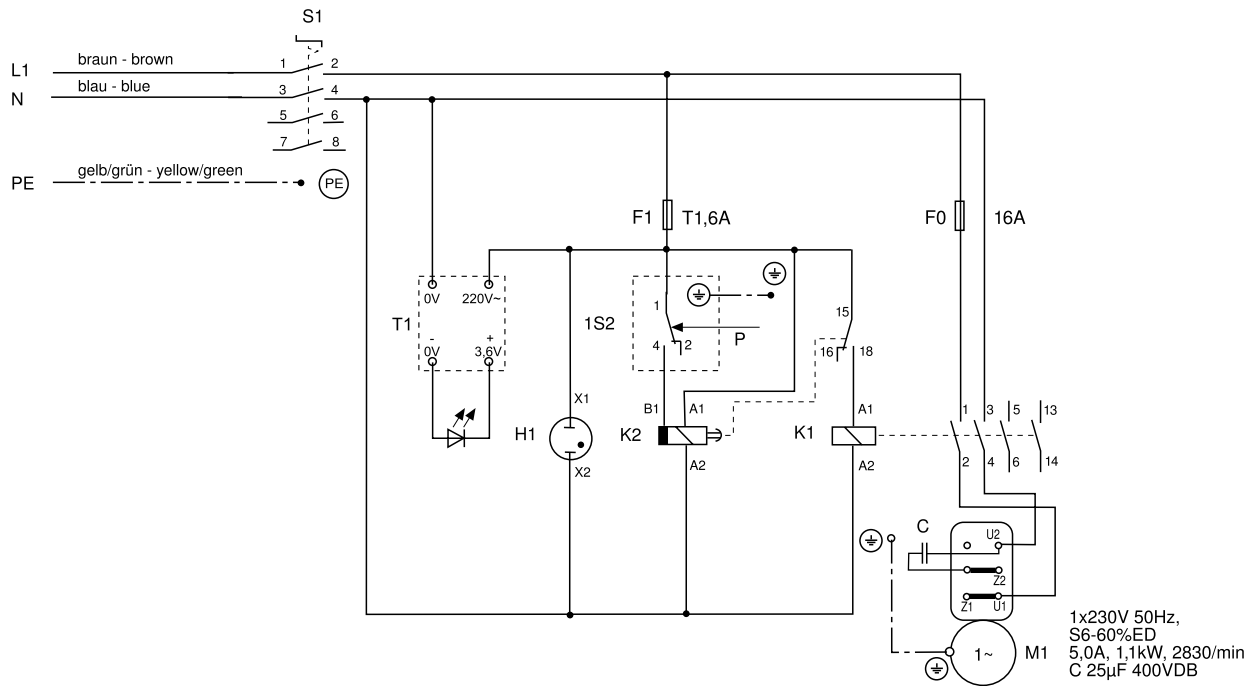 S1
L1 braun - brown 1 2
N blau - blue 3 4
5 6
7 8
PE gelb/grün - yellow/green PE
F1 T1,6A F0 16A
T1 0V 220V~
- +
0V 3,6V
1S2 1 4 2 P
15
16 18
H1 X1 X2
K2 B1 A1 A2
K1 A1 A2
1 3 5 13
2 4 6 14
C
U2
Z2
Z1 U1
1~ M1
1x230V 50Hz,
S6-60%ED
5,0A, 1,1kW, 2830/min
C 25µF 400VDB